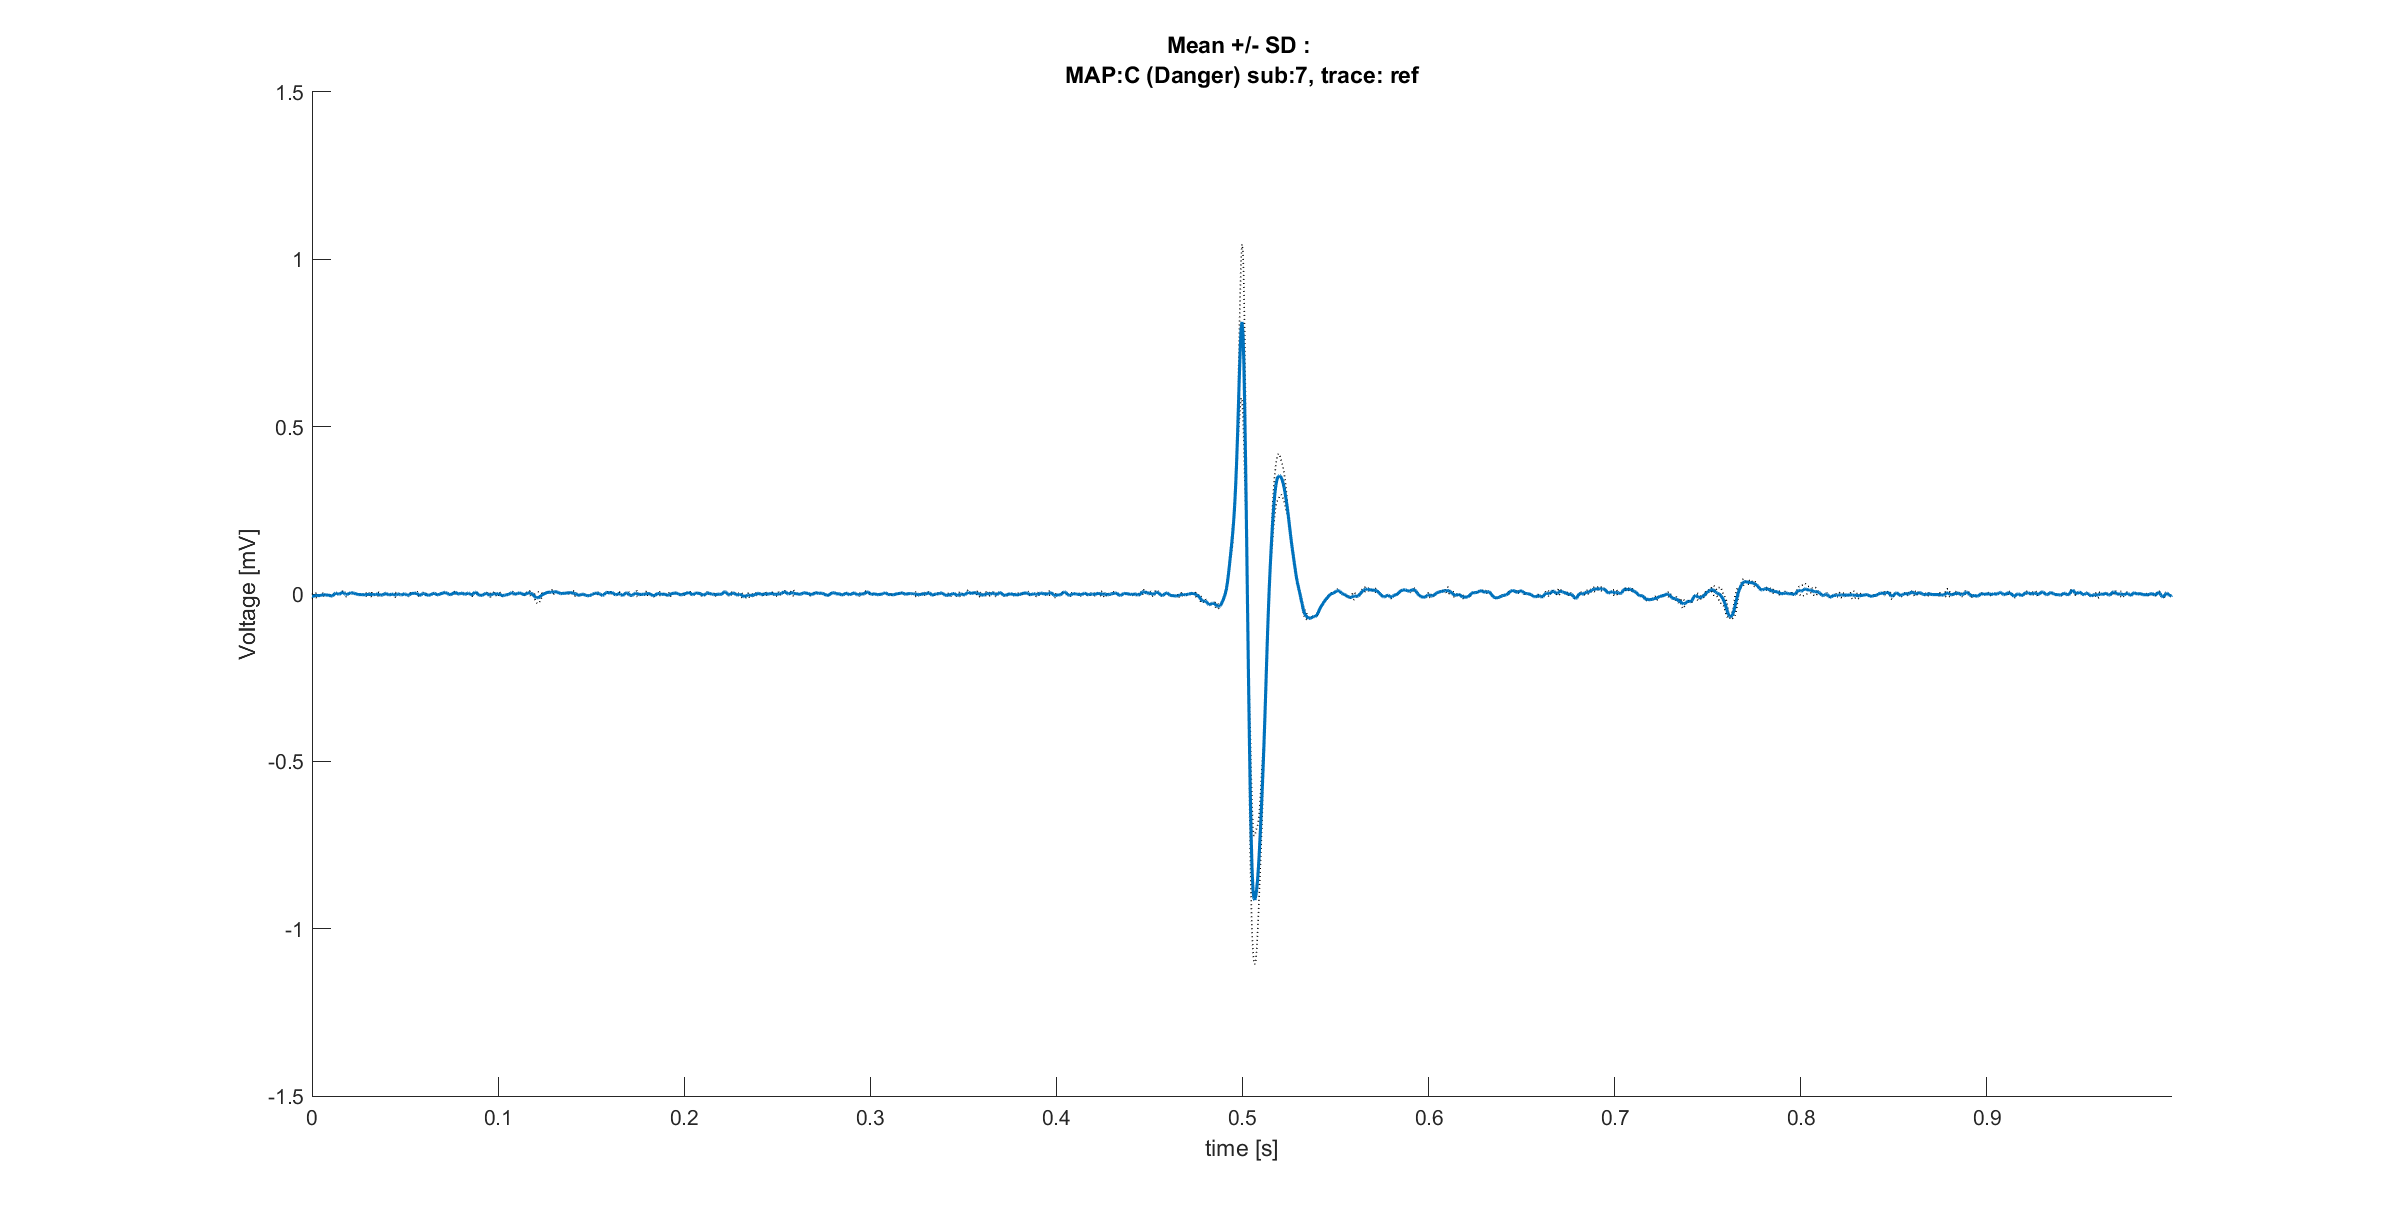 Mean +/- SD :
MAP:C (Danger) sub:7, trace: ref
1.5
1
0.5
0
-0.5
-1
-1.5
Voltage [mV]
0 0.1 0.2 0.3 0.4 0.5 0.6 0.7 0.8 0.9
time [s]